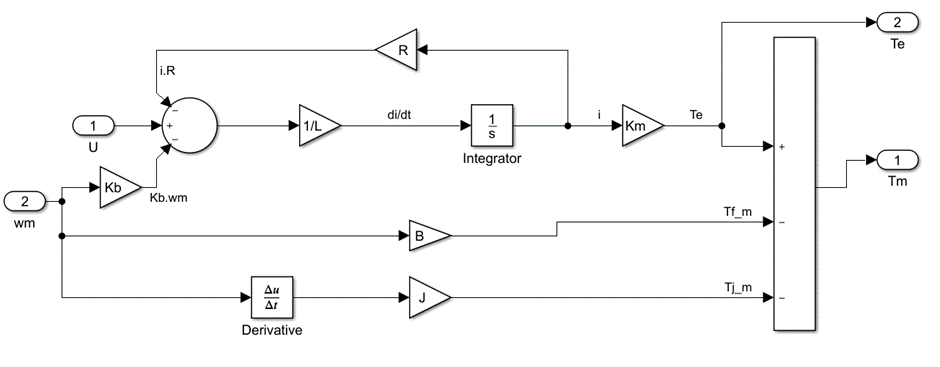 2
Te
R
i.R
−
1
U
+
−
1/L
di/dt
1
s
Integrator
i
Km
Te
+
1
Tm
Kb
Kb.wm
2
wm
B
Tf_m
−
Δu
Δt
Derivative
J
Tj_m
−